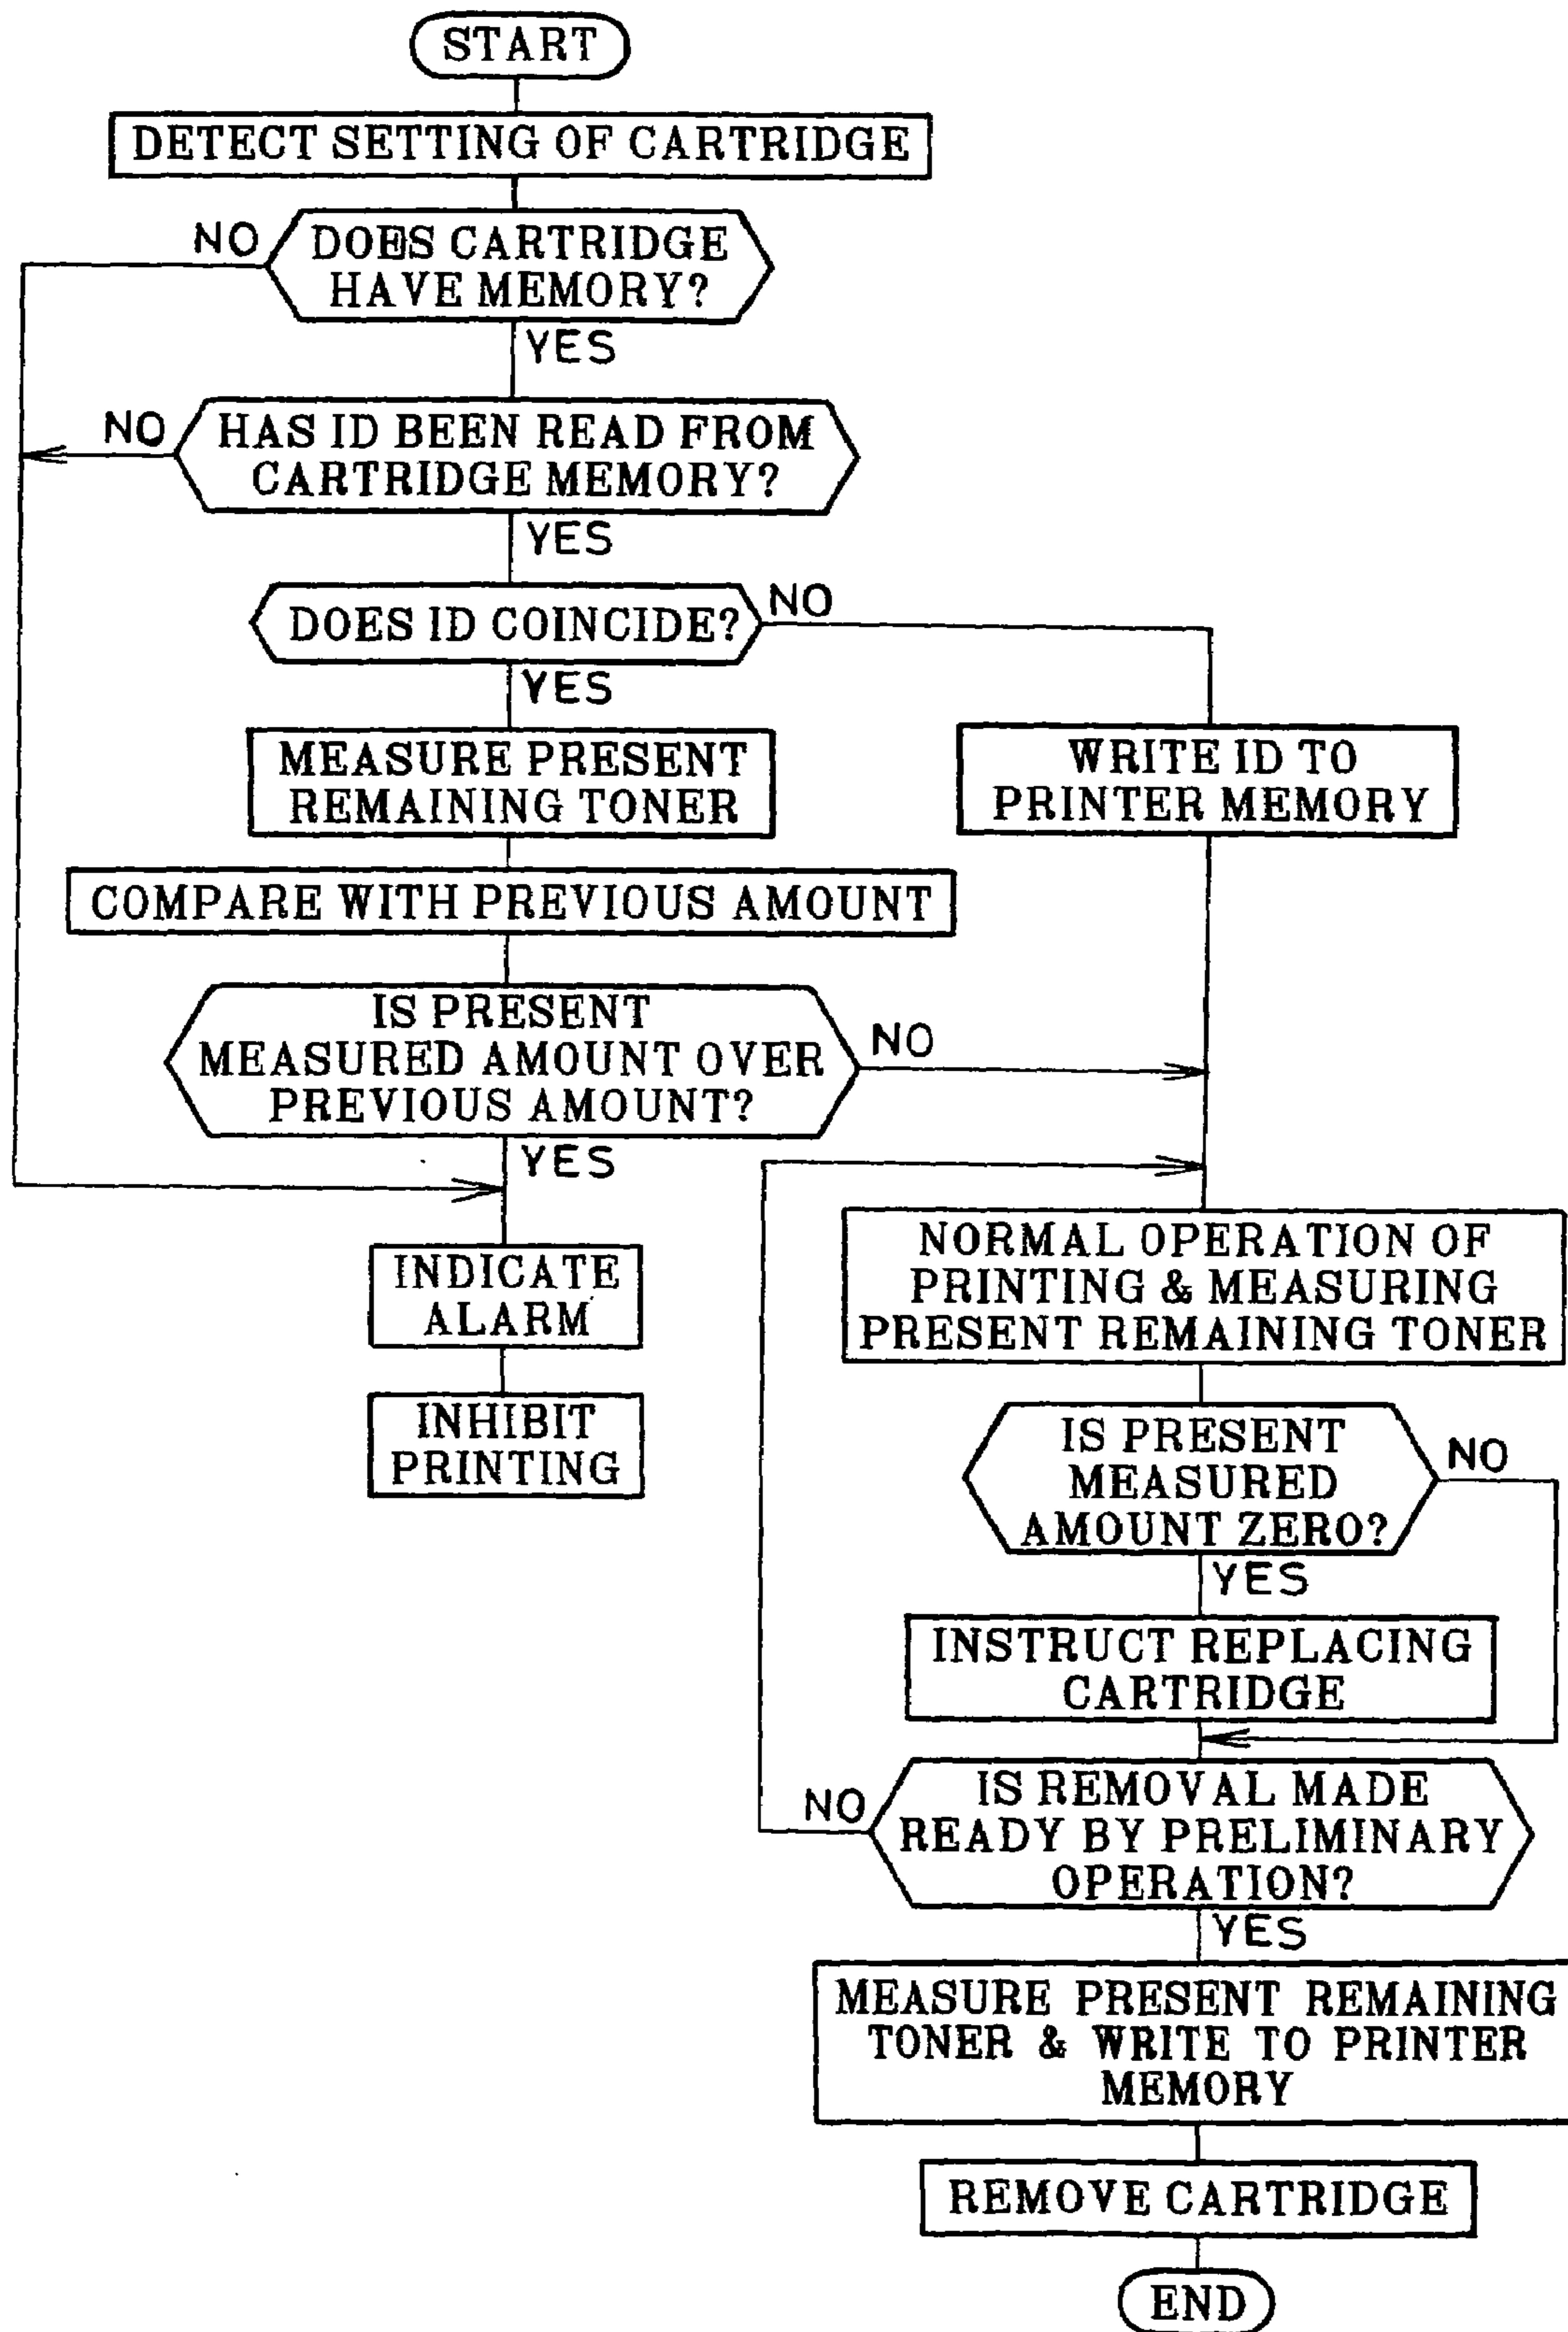 START
DETECT SETTING OF CARTRIDGE
NO
DOES CARTRIDGE
HAVE MEMORY?
YES
NO
HAS ID BEEN READ FROM
CARTRIDGE MEMORY?
YES
DOES ID COINCIDE?
NO
YES
MEASURE PRESENT
REMAINING TONER
WRITE ID TO
PRINTER MEMORY
COMPARE WITH PREVIOUS AMOUNT
IS PRESENT
MEASURED AMOUNT OVER
PREVIOUS AMOUNT?
NO
YES
INDICATE
ALARM
INHIBIT
PRINTING
NORMAL OPERATION OF
PRINTING & MEASURING
PRESENT REMAINING TONER
IS PRESENT
MEASURED
AMOUNT ZERO?
NO
YES
INSTRUCT REPLACING
CARTRIDGE
NO
IS REMOVAL MADE
READY BY PRELIMINARY
OPERATION?
YES
MEASURE PRESENT REMAINING
TONER & WRITE TO PRINTER
MEMORY
REMOVE CARTRIDGE
END